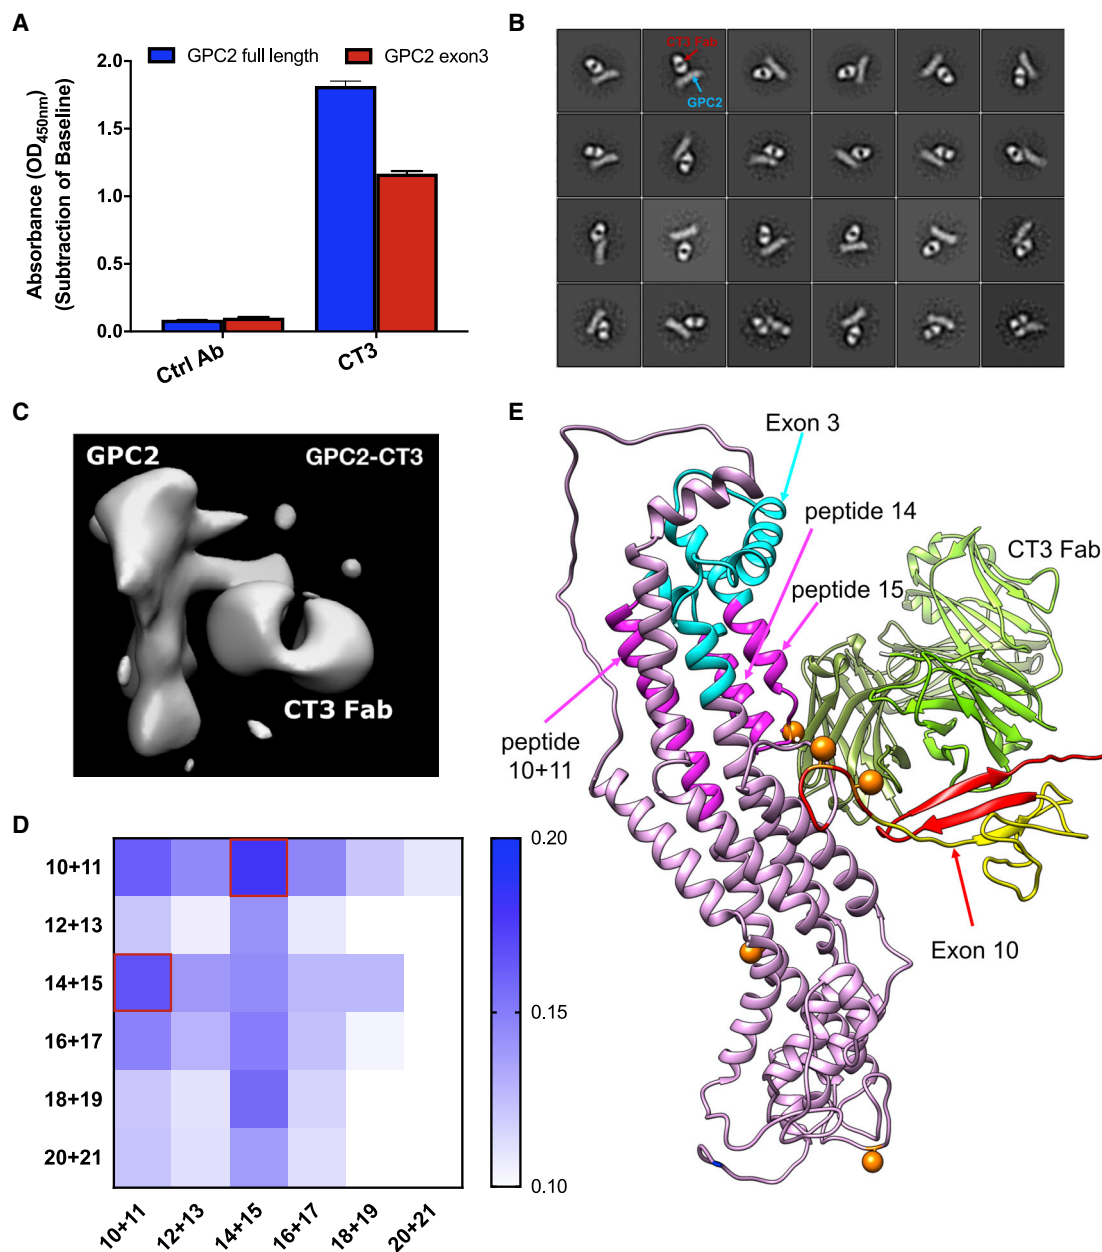 A
GPC2 full length
GPC2 exon3
Absorbance (OD450nm)
(Subtraction of Baseline)
2.0
1.5
1.0
0.5
0.0
Ctrl Ab
CT3
B
CT3 Fab
GPC2
C
GPC2
GPC2-CT3
CT3 Fab
D
10+11
12+13
14+15
16+17
18+19
20+21
10+11
12+13
14+15
16+17
18+19
20+21
0.20
0.15
0.10
E
Exon 3
peptide 14
CT3 Fab
peptide 15
peptide
10+11
Exon 10